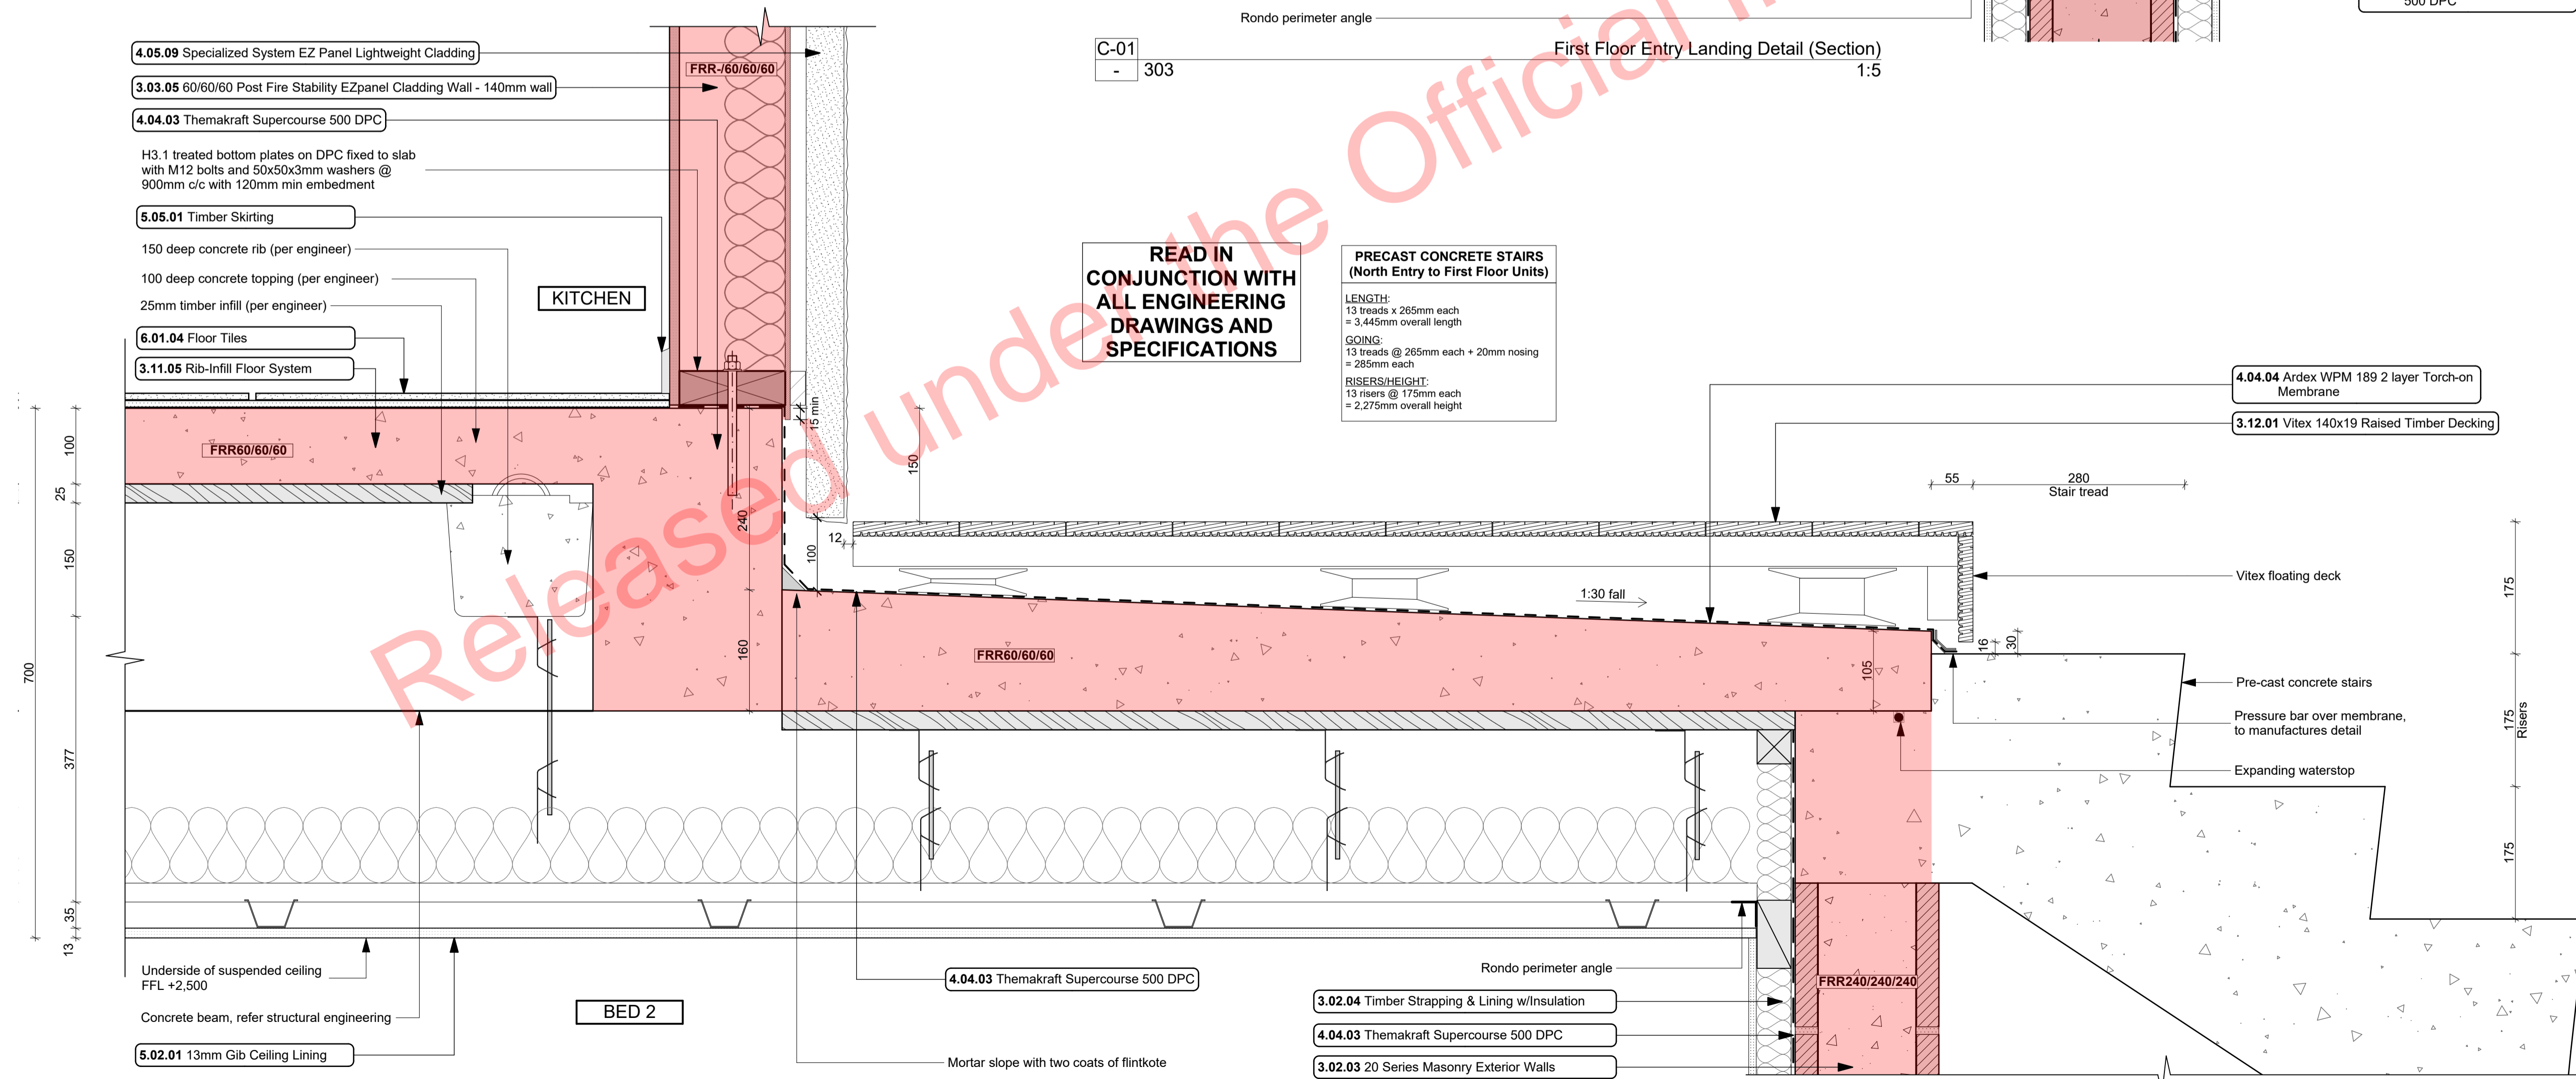 4.05.09 Specialized System EZ Panel Lightweight Cladding
3.03.05 60/60/60 Post Fire Stability EZpanel Cladding Wall - 140mm wall
4.04.03 Themakraft Supercourse 500 DPC
H3.1 treated bottom plates on DPC fixed to slab
with M12 bolts and 50x50x3mm washers @
900mm c/c with 120mm min embedment
5.05.01 Timber Skirting
150 deep concrete rib (per engineer)
100 deep concrete topping (per engineer)
25mm timber infill (per engineer)
6.01.04 Floor Tiles
3.11.05 Rib-Infill Floor System
KITCHEN
FRR-/60/60/60
Rondo perimeter angle
500 DPC
C-01
-
303
First Floor Entry Landing Detail (Section)
1:5
READ IN
CONJUNCTION WITH
ALL ENGINEERING
DRAWINGS AND
SPECIFICATIONS
PRECAST CONCRETE STAIRS
(North Entry to First Floor Units)
LENGTH:
13 treads x 265mm each
= 3,445mm overall length
GOING:
13 treads @ 265mm each + 20mm nosing
= 285mm each
RISERS/HEIGHT:
13 risers @ 175mm each
= 2,275mm overall height
4.04.04 Ardex WPM 189 2 layer Torch-on
Membrane
3.12.01 Vitex 140x19 Raised Timber Decking
Released under the Official
100
25
150
700
377
35
13
FRR60/60/60
15 min
150
240
100
12
160
1:30 fall
FRR60/60/60
105
55
280
Stair tread
16
30
175
175
Risers
175
Vitex floating deck
Pre-cast concrete stairs
Pressure bar over membrane,
to manufactures detail
Expanding waterstop
Underside of suspended ceiling
FFL +2,500
Concrete beam, refer structural engineering
5.02.01 13mm Gib Ceiling Lining
BED 2
4.04.03 Themakraft Supercourse 500 DPC
Mortar slope with two coats of flintkote
Rondo perimeter angle
3.02.04 Timber Strapping & Lining w/Insulation
4.04.03 Themakraft Supercourse 500 DPC
3.02.03 20 Series Masonry Exterior Walls
FRR240/240/240